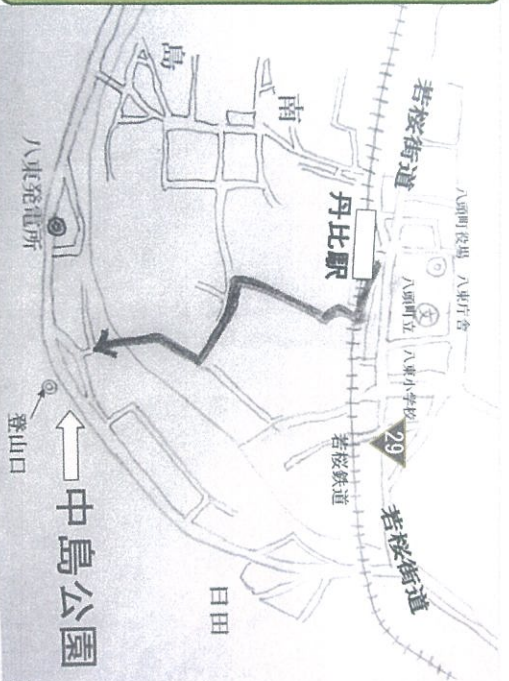 若桜街道
八頭町役場 八東庁舎
八頭町立 八東小学校
文
29
若桜街道
丹比駅
若桜鉄道
南
島
日田
八東発電所
登山口
中島公園